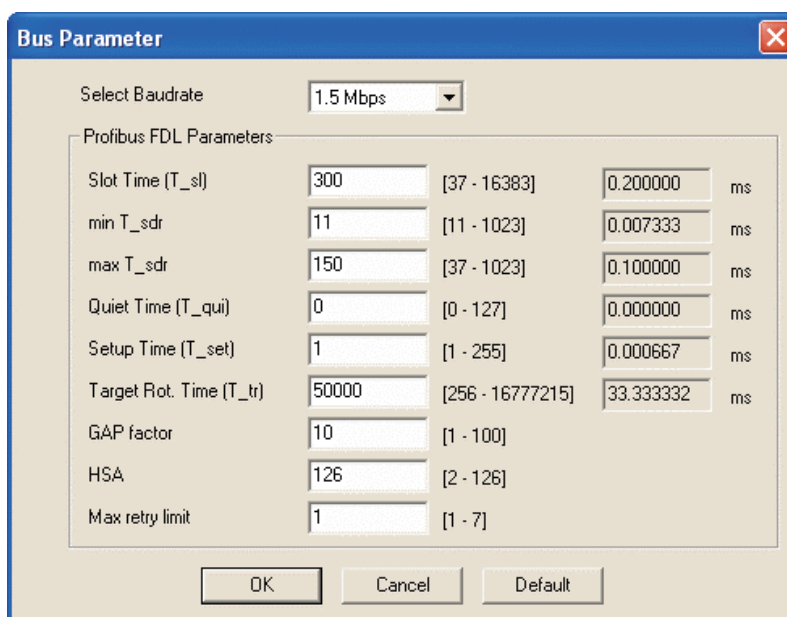 Bus Parameter
Select Baudrate 1.5 Mbps
Profibus FDL Parameters
Slot Time (T_sl) 300 [37 - 16383] 0.200000 ms
min T_sdr 11 [11 - 1023] 0.007333 ms
max T_sdr 150 [37 - 1023] 0.100000 ms
Quiet Time (T_qui) 0 [0 - 127] 0.000000 ms
Setup Time (T_set) 1 [1 - 255] 0.000667 ms
Target Rot. Time (T_tr) 50000 [256 - 16777215] 33.333332 ms
GAP factor 10 [1 - 100]
HSA 126 [2 - 126]
Max retry limit 1 [1 - 7]
OK Cancel Default